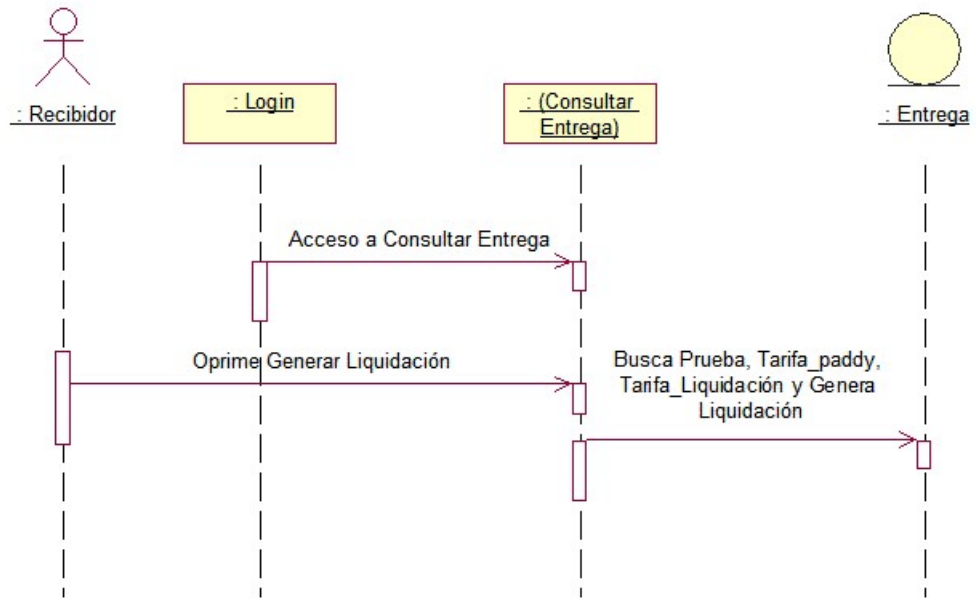 : Recibidor
: Login
: (Consultar
Entrega)
: Entrega
Acceso a Consultar Entrega
Oprime Generar Liquidación
Busca Prueba, Tarifa_paddy,
Tarifa_Liquidación y Genera
Liquidación